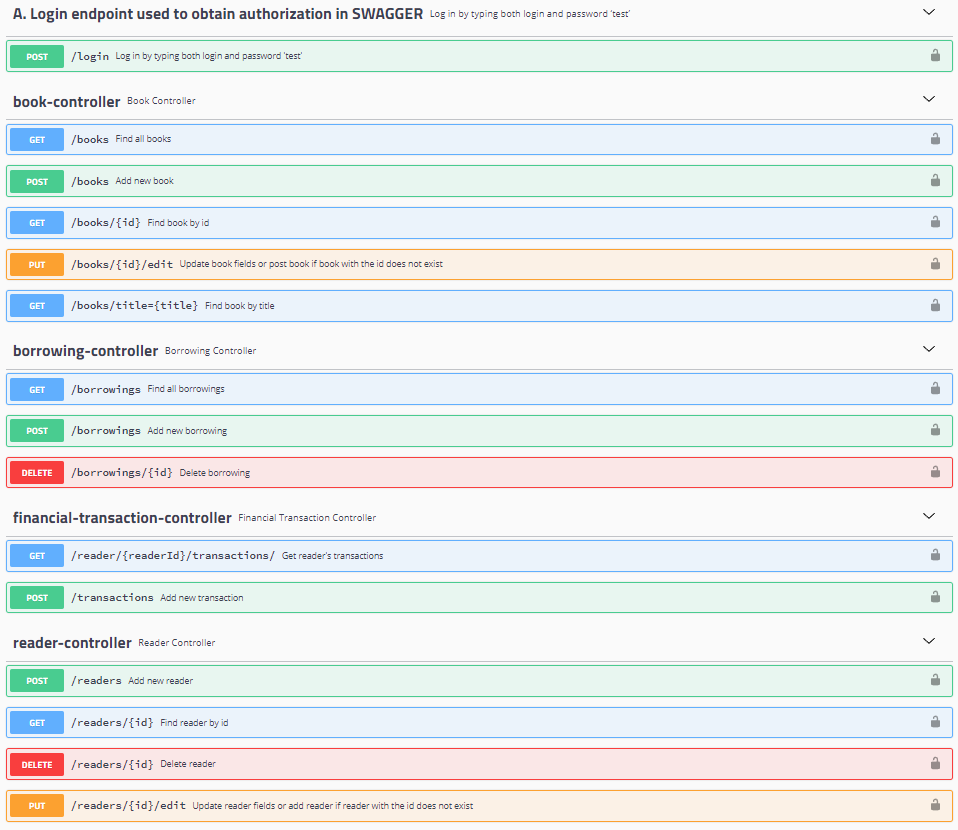 A. Login endpoint used to obtain authorization in SWAGGER Log in by typing both login and password 'test'
POST /login Log in by typing both login and password 'test'
book-controller Book Controller
GET /books Find all books
POST /books Add new book
GET /books/{id} Find book by id
PUT /books/{id}/edit Update book fields or post book if book with the id does not exist
GET /books/title={title} Find book by title
borrowing-controller Borrowing Controller
GET /borrowings Find all borrowings
POST /borrowings Add new borrowing
DELETE /borrowings/{id} Delete borrowing
financial-transaction-controller Financial Transaction Controller
GET /reader/{readerId}/transactions/ Get reader's transactions
POST /transactions Add new transaction
reader-controller Reader Controller
POST /readers Add new reader
GET /readers/{id} Find reader by id
DELETE /readers/{id} Delete reader
PUT /readers/{id}/edit Update reader fields or add reader if reader with the id does not exist